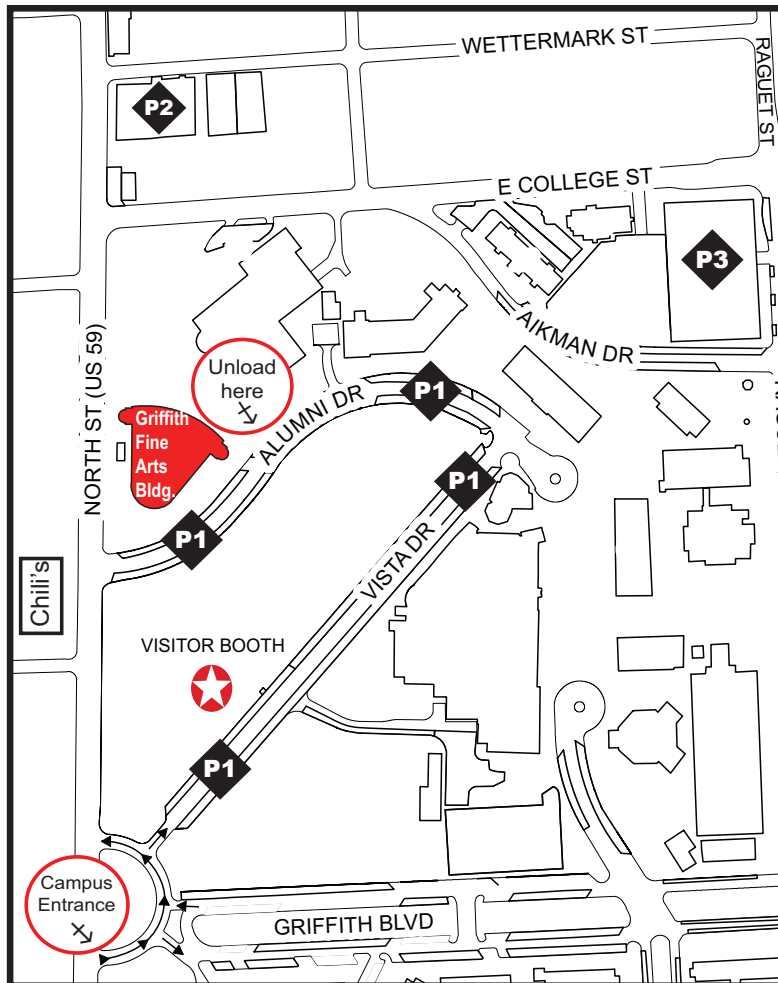 WETTERMARK ST
RAGUET ST
P2
E COLLEGE ST
P3
AIKMAN DR
NORTH ST (US 59)
Unload
here
P1
ALUMNI DR
Griffith
Fine
Arts
Bldg.
P1
P1
VISTA DR
Chili's
VISITOR BOOTH
P1
Campus
Entrance
GRIFFITH BLVD